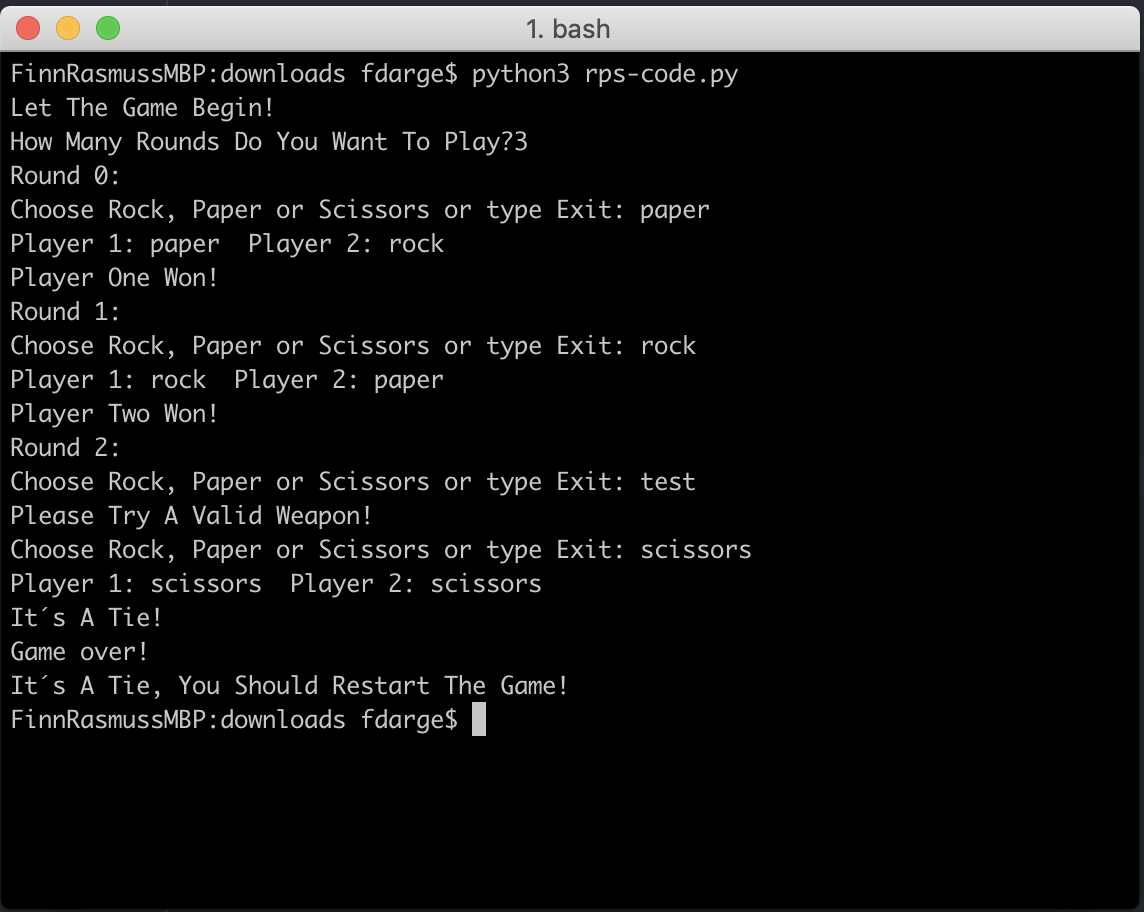 1. bash
FinnRasmussMBP:downloads fdarge$ python3 rps-code.py
Let The Game Begin!
How Many Rounds Do You Want To Play?3
Round 0:
Choose Rock, Paper or Scissors or type Exit: paper
Player 1: paper  Player 2: rock
Player One Won!
Round 1:
Choose Rock, Paper or Scissors or type Exit: rock
Player 1: rock  Player 2: paper
Player Two Won!
Round 2:
Choose Rock, Paper or Scissors or type Exit: test
Please Try A Valid Weapon!
Choose Rock, Paper or Scissors or type Exit: scissors
Player 1: scissors  Player 2: scissors
It´s A Tie!
Game over!
It´s A Tie, You Should Restart The Game!
FinnRasmussMBP:downloads fdarge$